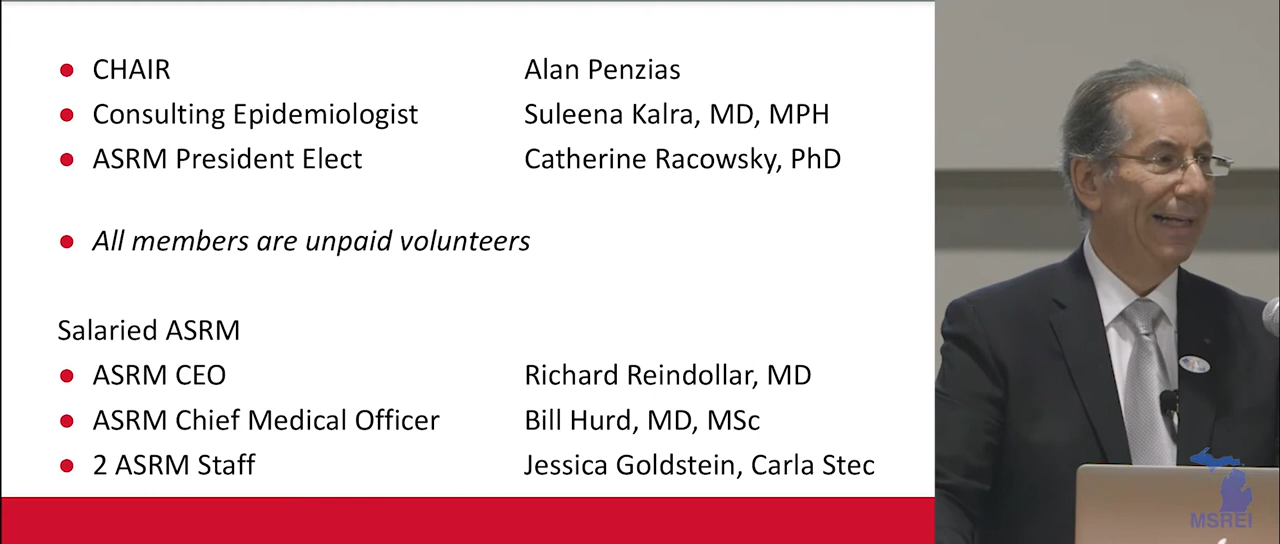 ● CHAIR Alan Penzias
● Consulting Epidemiologist Suleena Kalra, MD, MPH
● ASRM President Elect Catherine Racowsky, PhD
● All members are unpaid volunteers
Salaried ASRM
● ASRM CEO Richard Reindollar, MD
● ASRM Chief Medical Officer Bill Hurd, MD, MSc
● 2 ASRM Staff Jessica Goldstein, Carla Stec
MSREI